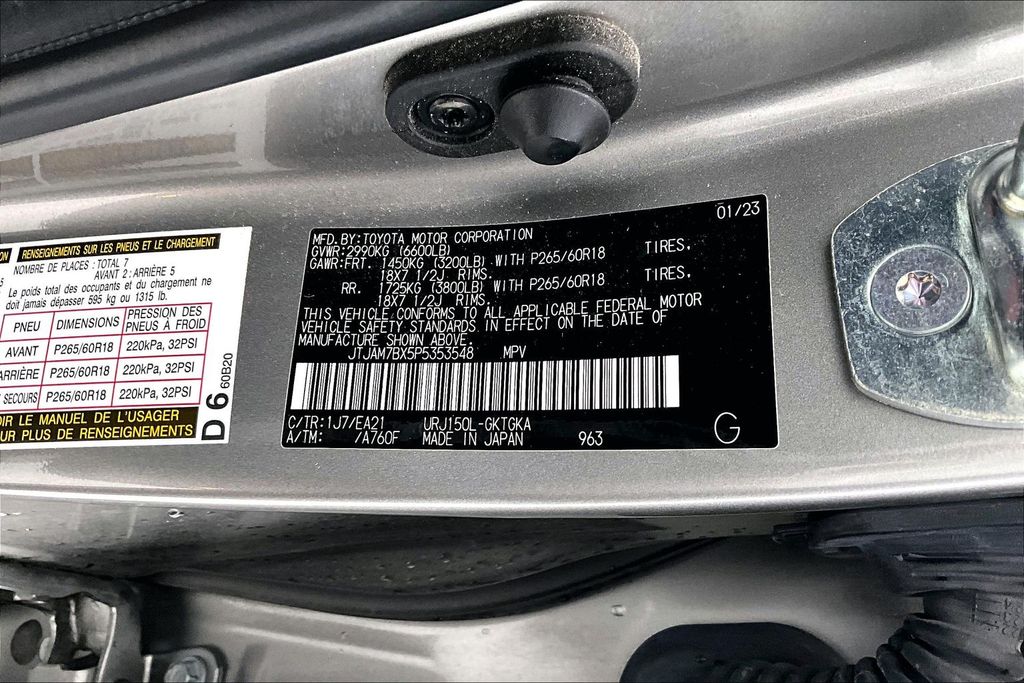 ON RENSEIGNEMENTS SUR LES PNEUS ET LE CHARGEMENT
NOMBRE DE PLACES: TOTAL 7
AVANT 2: ARRIÈRE 5
Le poids total des occupants et du chargement ne
doit jamais dépasser 595 kg ou 1315 lb.
PNEU DIMENSIONS PRESSION DES PNEUS À FROID
AVANT P265/60R18 220kPa, 32PSI
ARRIÈRE P265/60R18 220kPa, 32PSI
SECOURS P265/60R18 220kPa, 32PSI
IR LE MANUEL DE L'USAGER
UR PLUS DE RENSEIGNEMENTS
D6 60B20
01/23
MFD.BY:TOYOTA MOTOR CORPORATION
GVWR:2990KG (6600LB)
GAWR:FRT. 1450KG (3200LB) WITH P265/60R18 TIRES,
18X7 1/2J RIMS.
RR. 1725KG (3800LB) WITH P265/60R18 TIRES,
18X7 1/2J RIMS.
THIS VEHICLE CONFORMS TO ALL APPLICABLE FEDERAL MOTOR
VEHICLE SAFETY STANDARDS IN EFFECT ON THE DATE OF
MANUFACTURE SHOWN ABOVE.
JTJAM7BX5P5353548 MPV
C/TR:1J7/EA21 URJ150L-GKTGKA
A/TM: /A760F MADE IN JAPAN 963
G